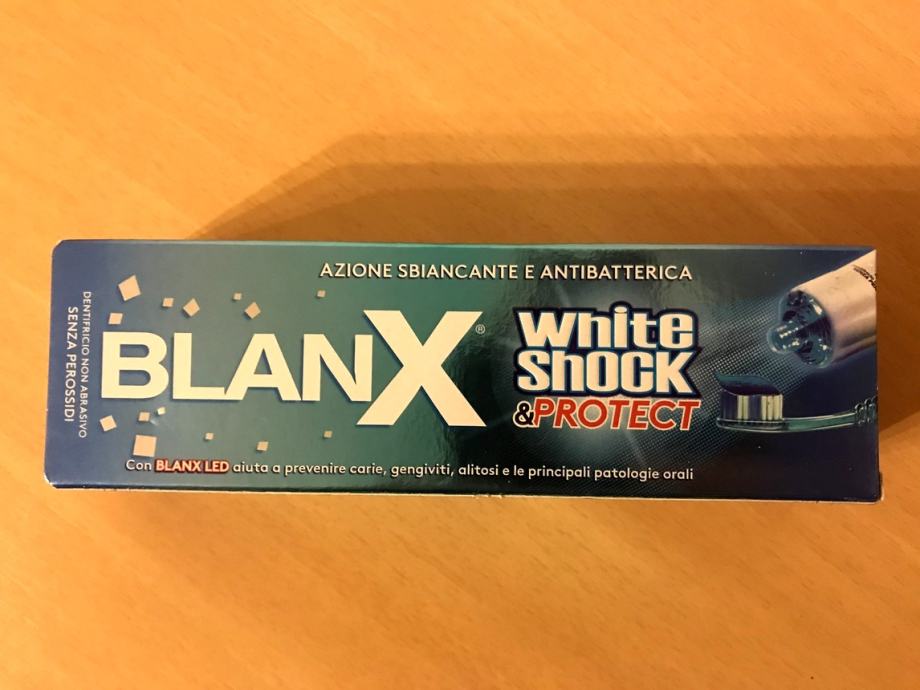 AZIONE SBIANCANTE E ANTIBATTERICA
DENTIFRICIO NON ABRASIVO
SENZA PEROSSIDI
BLANX®
White
Shock
&PROTECT
Con BLANX LED aiuta a prevenire carie, gengiviti, alitosi e le principali patologie orali